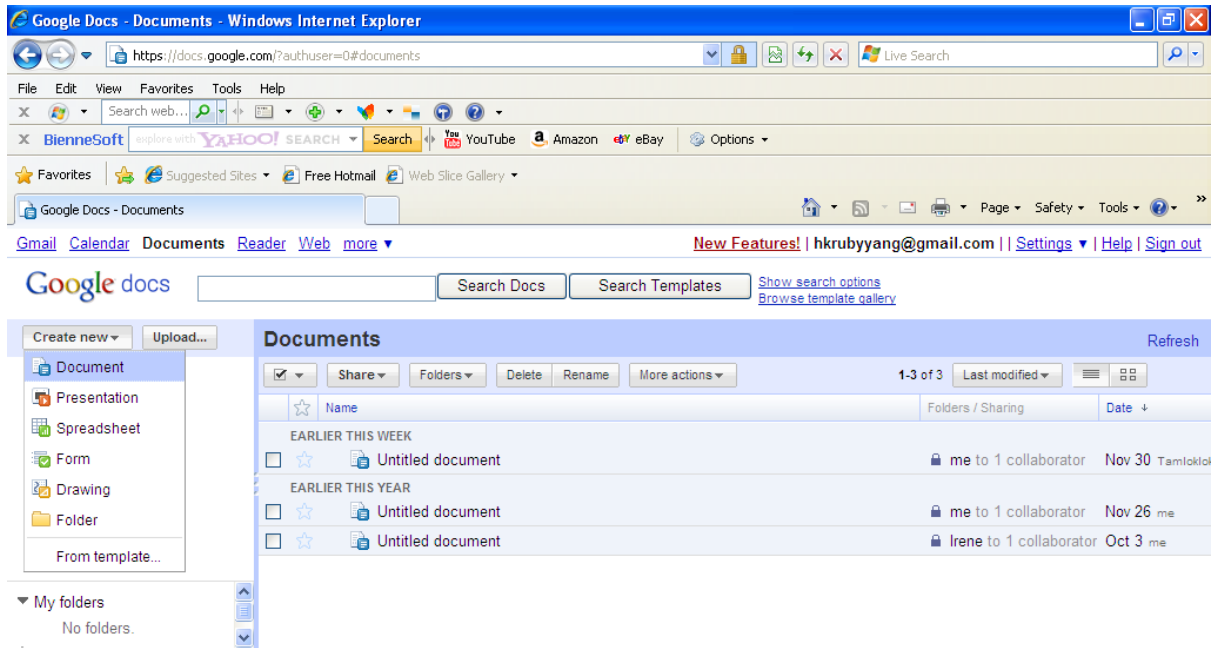 Google Docs - Documents - Windows Internet Explorer
https://docs.google.com/?authuser=0#documents Live Search
File Edit View Favorites Tools Help
X Search web...
X BienneSoft explore with YAHOO! SEARCH Search You Tube YouTube a Amazon ebY eBay Options
Favorites Suggested Sites Free Hotmail Web Slice Gallery
Google Docs - Documents Page Safety Tools »
Gmail Calendar Documents Reader Web more ▼ New Features! | hkrubyyang@gmail.com | | Settings ▼ | Help | Sign out
Google docs Search Docs Search Templates Show search options
Browse template gallery
Create new Upload... Documents Refresh
Document Share Folders Delete Rename More actions 1-3 of 3 Last modified
Presentation Name Folders / Sharing Date ↓
Spreadsheet EARLIER THIS WEEK
Form Untitled document me to 1 collaborator Nov 30 Tamloklok
Drawing EARLIER THIS YEAR
Folder Untitled document me to 1 collaborator Nov 26 me
From template... Untitled document Irene to 1 collaborator Oct 3 me
My folders
No folders.